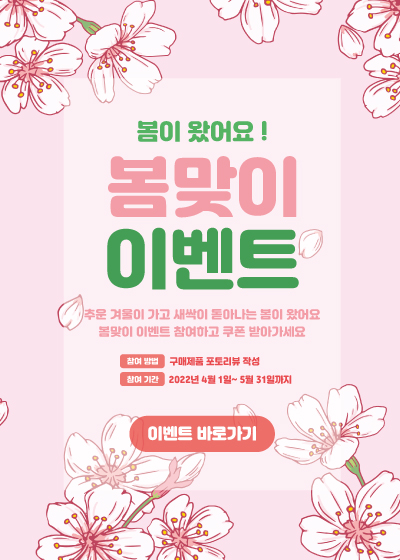 봄이 왔어요 !
봄맞이
이벤트
추운 겨울이 가고 새싹이 돋아나는 봄이 왔어요
봄맞이 이벤트 참여하고 쿠폰 받아가세요
참여 방법 구매제품 포토리뷰 작성
참여 기간 2022년 4월 1일~ 5월 31일까지
이벤트 바로가기